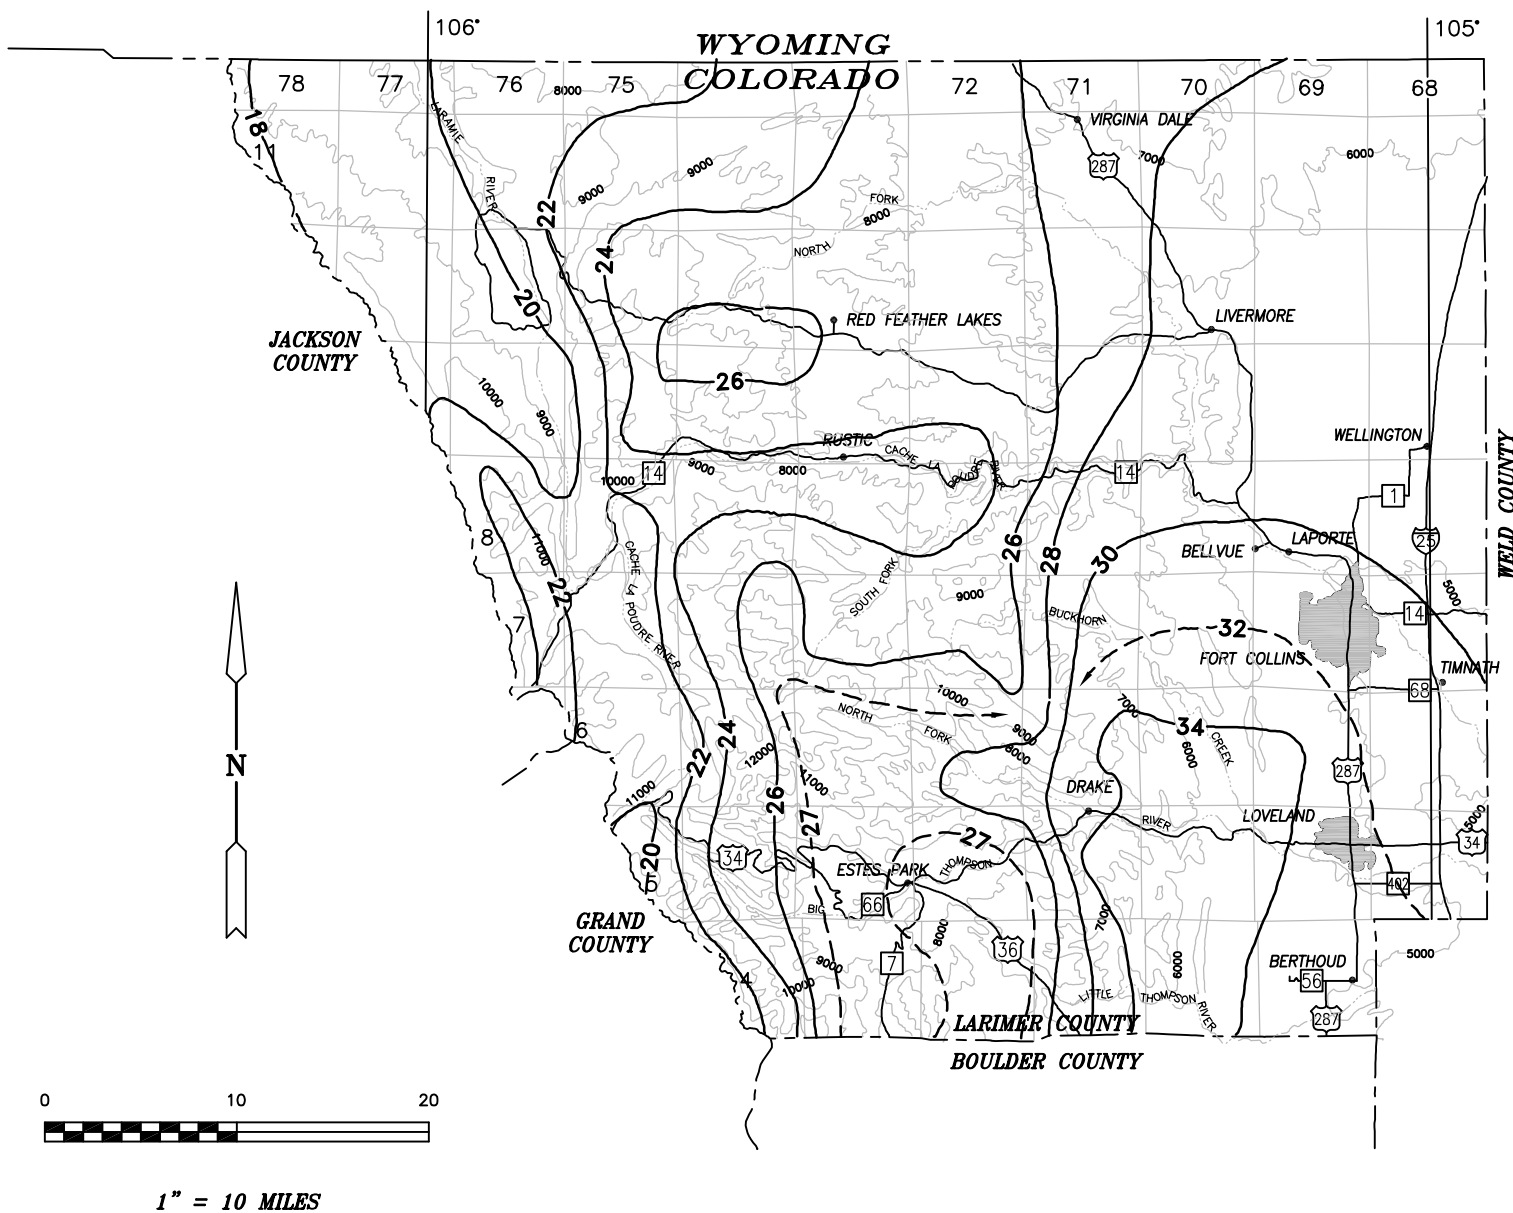 106°
105°
WYOMING
COLORADO
78
77
76
75
72
71
70
69
68
8000
18
11
LARAMIE
RIVER
9000
9000
22
24
20
FORK
8000
NORTH
VIRGINIA DALE
287
7000
6000
JACKSON
COUNTY
RED FEATHER LAKES
LIVERMORE
26
10000
9000
RUSTIC
CACHE LA
POUDRE
RIVER
14
9000
8000
10000
14
WELLINGTON
1
WELD COUNTY
8
11000
22
7
CACHE LA POUDRE RIVER
SOUTH FORK
9000
26
28
30
BELLVUE
LAPORTE
25
5000
14
BUCKHORN
32
FORT COLLINS
TIMNATH
68
6
10000
NORTH
FORK
9000
8000
7000
34
6000
CREEK
N
24
22
12000
11000
26
27
11000
DRAKE
287
LOVELAND
RIVER
5000
34
20
5
34
27
ESTES PARK
THOMPSON
66
BIG
402
GRAND
COUNTY
8000
36
7000
7
9000
10000
4
6000
5000
BERTHOUD
56
LITTLE
THOMPSON
RIVER
287
LARIMER COUNTY
BOULDER COUNTY
0
10
20
1" = 10 MILES